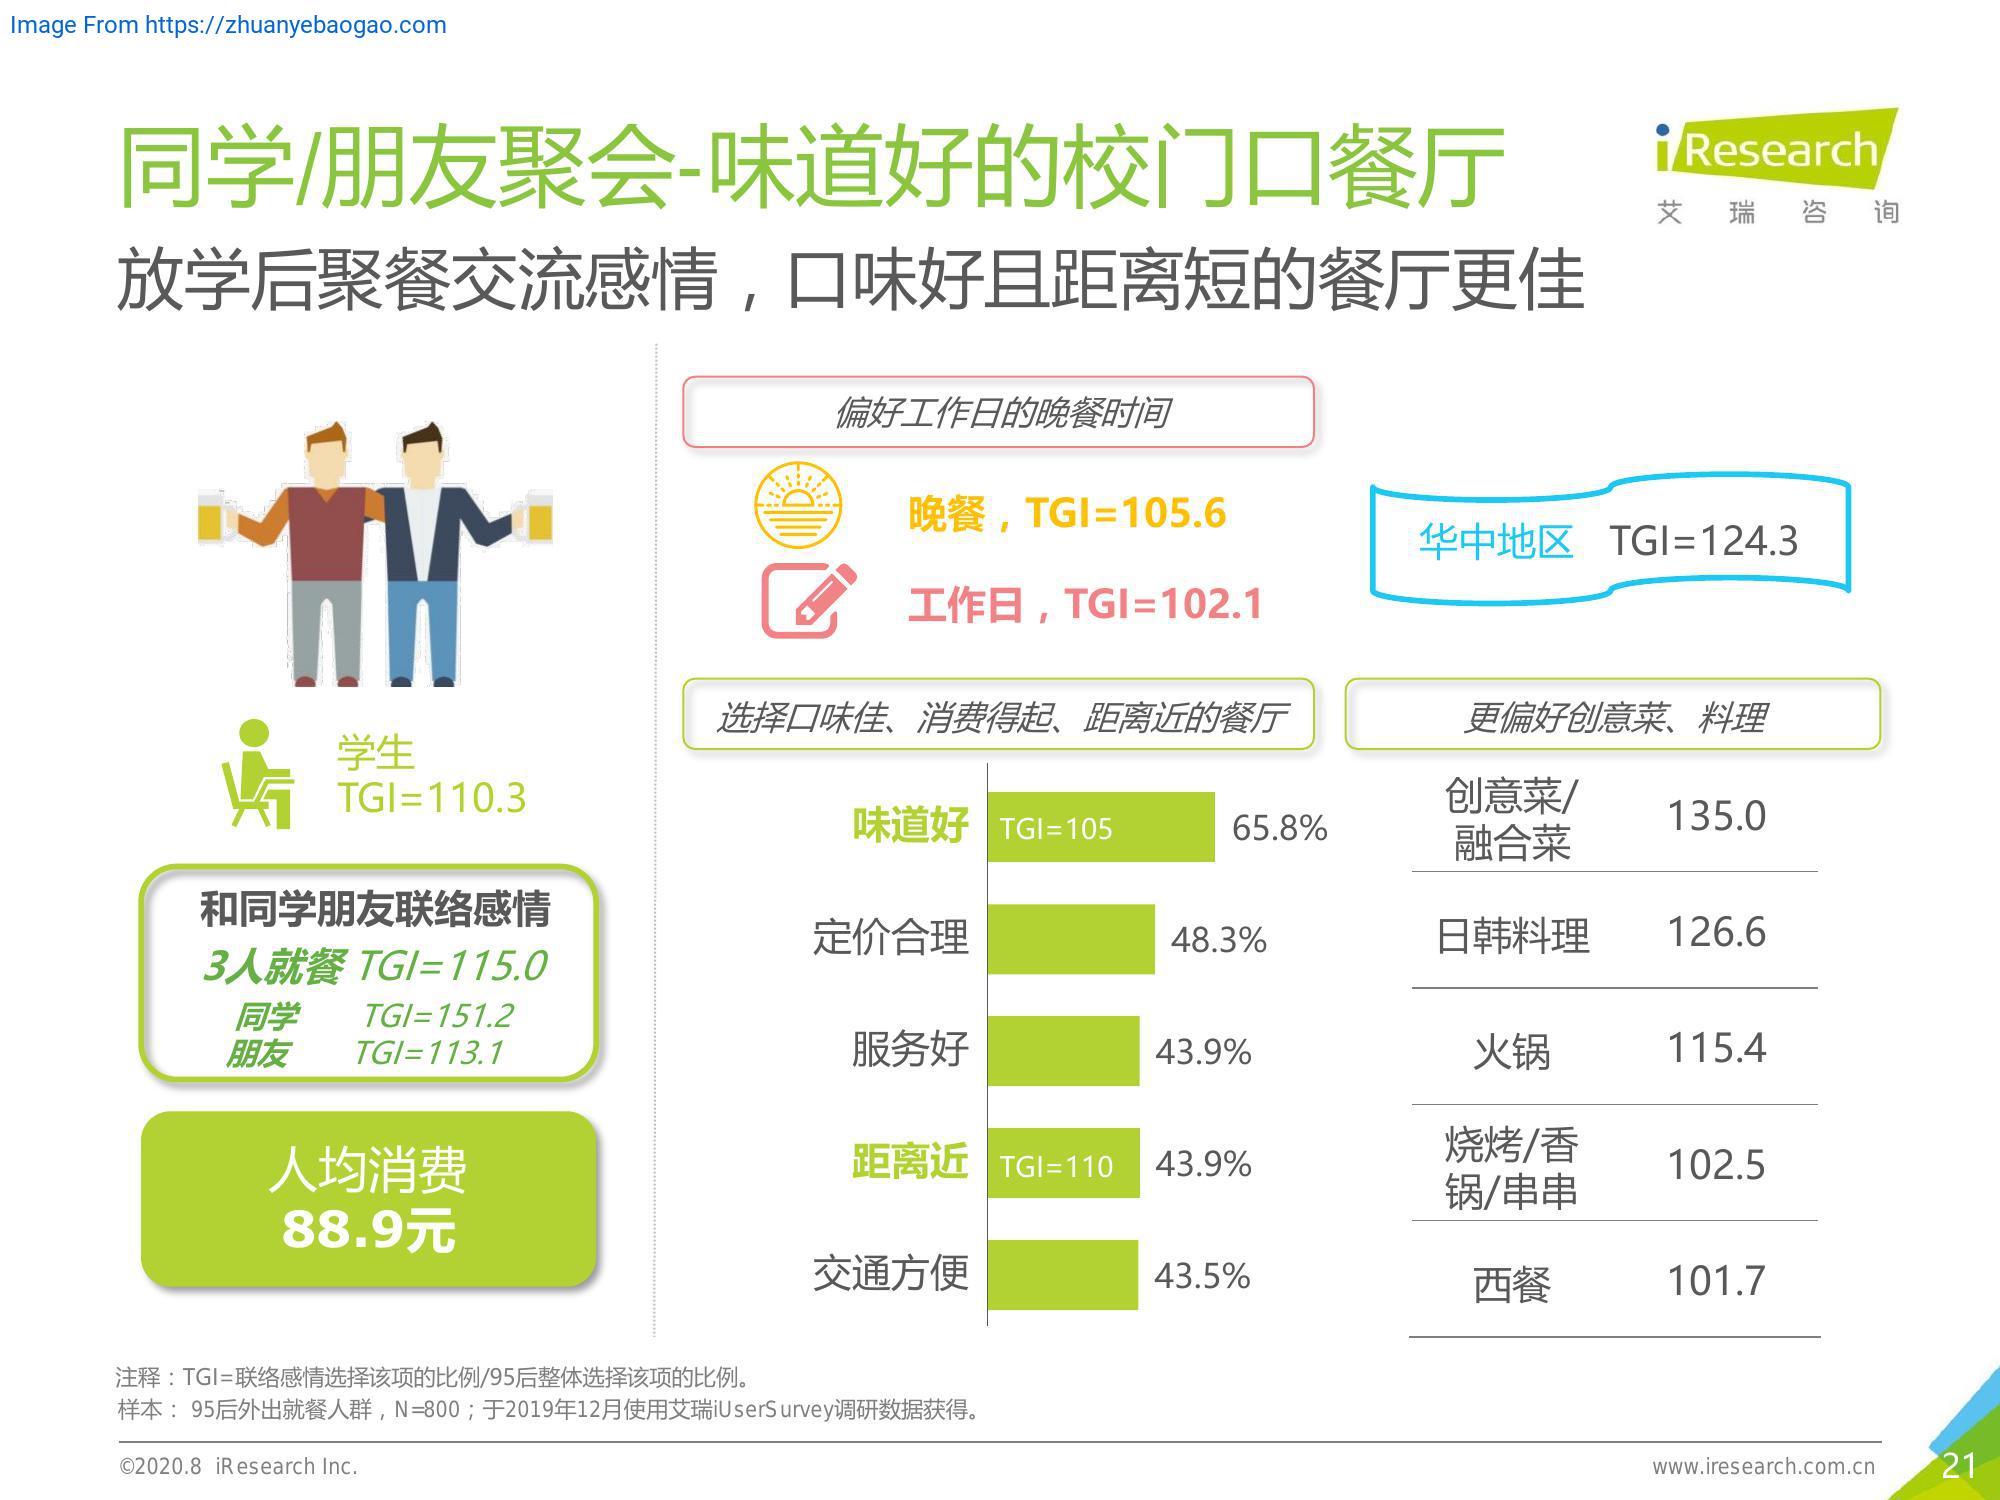 Image From https://zhuanyebaogao.com
同学/朋友聚会-味道好的校门口餐厅
iResearch
艾瑞咨询
放学后聚餐交流感情，口味好且距离短的餐厅更佳
学生
TGI=110.3
和同学朋友联络感情
3人就餐 TGI=115.0
同学 TGI=151.2
朋友 TGI=113.1
人均消费
88.9元
偏好工作日的晚餐时间
晚餐，TGI=105.6
工作日，TGI=102.1
华中地区 TGI=124.3
选择口味佳、消费得起、距离近的餐厅
味道好 TGI=105 65.8%
定价合理 48.3%
服务好 43.9%
距离近 TGI=110 43.9%
交通方便 43.5%
更偏好创意菜、料理
创意菜/
融合菜 135.0
日韩料理 126.6
火锅 115.4
烧烤/香
锅/串串 102.5
西餐 101.7
注释：TGI=联络感情选择该项的比例/95后整体选择该项的比例。
样本： 95后外出就餐人群，N=800；于2019年12月使用艾瑞iUserSurvey调研数据获得。
©2020.8 iResearch Inc.
www.iresearch.com.cn
21